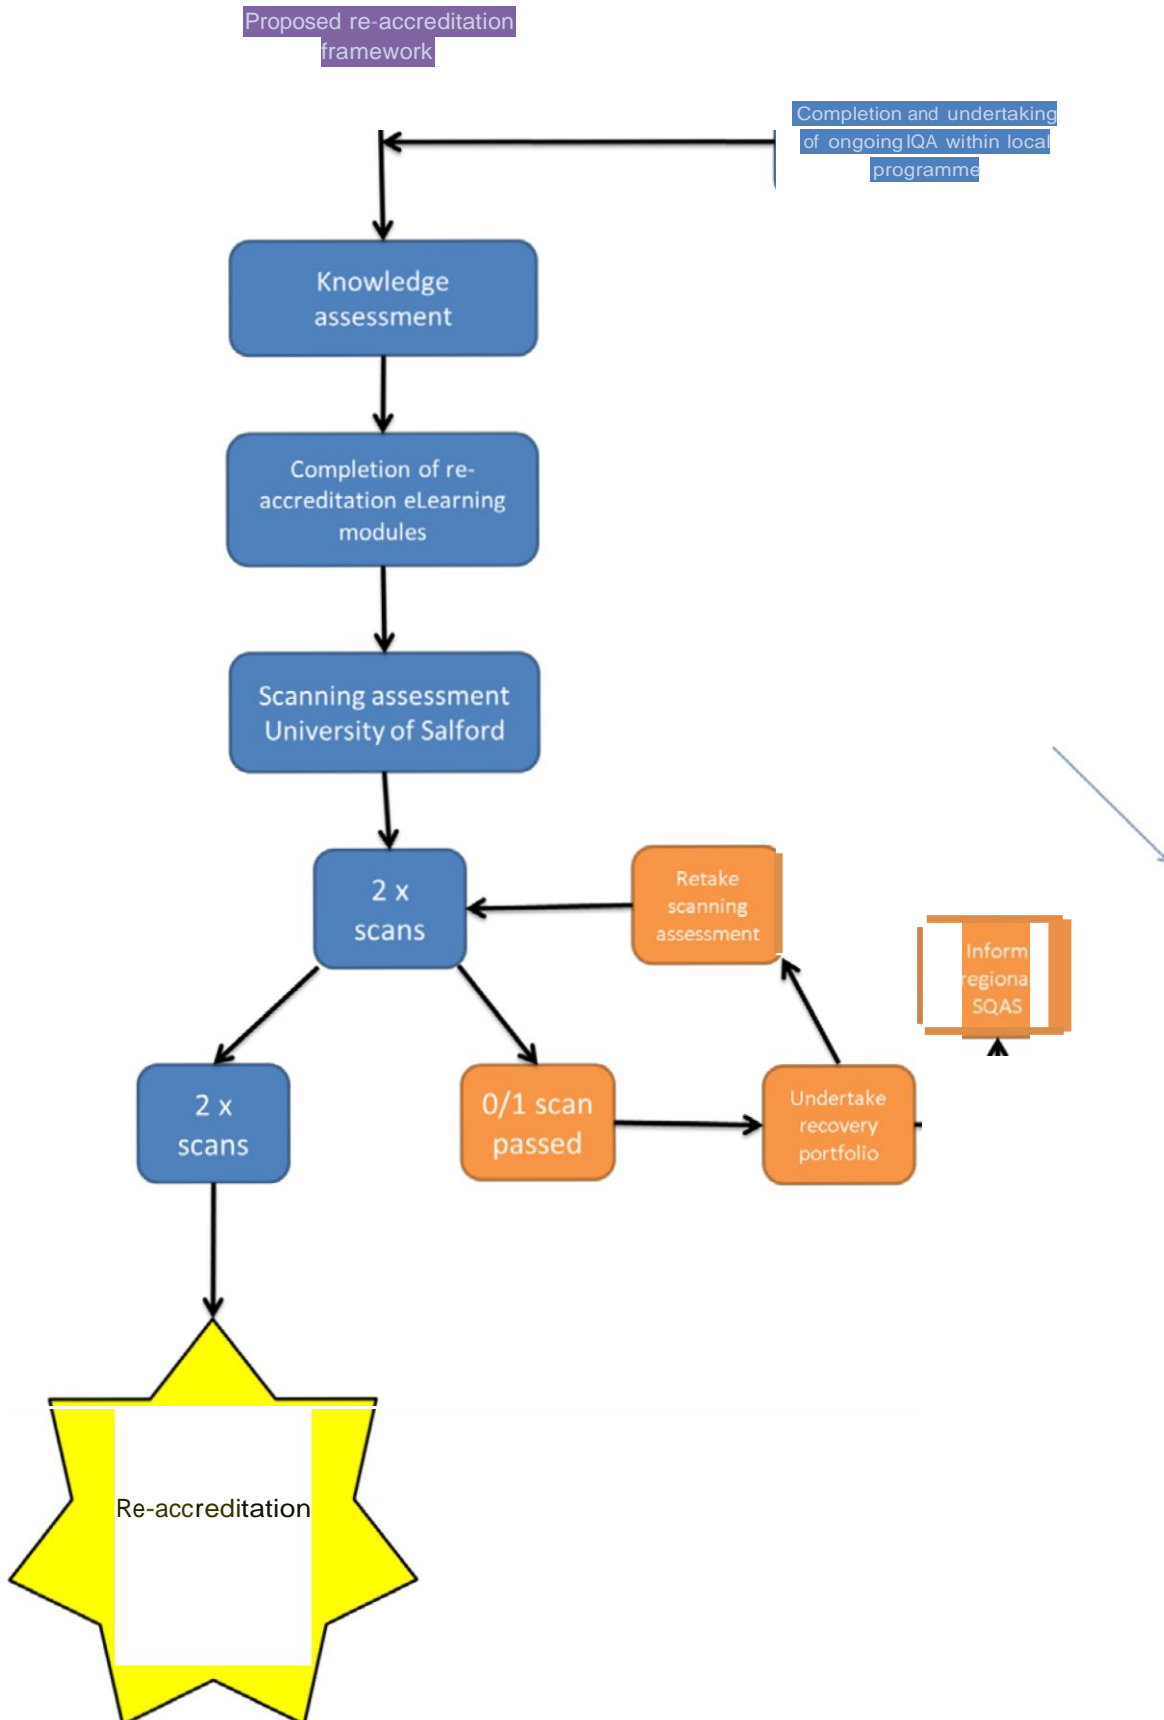 Proposed re-accreditation
framework
Completion and undertaking
of ongoing IQA within local
programme
Knowledge
assessment
Completion of re-
accreditation eLearning
modules
Scanning assessment
University of Salford
2 x
scans
Retake
scanning
assessment
Inform
regiona
SQAS
2 x
scans
0/1 scan
passed
Undertake
recovery
portfolio
Re-accreditation